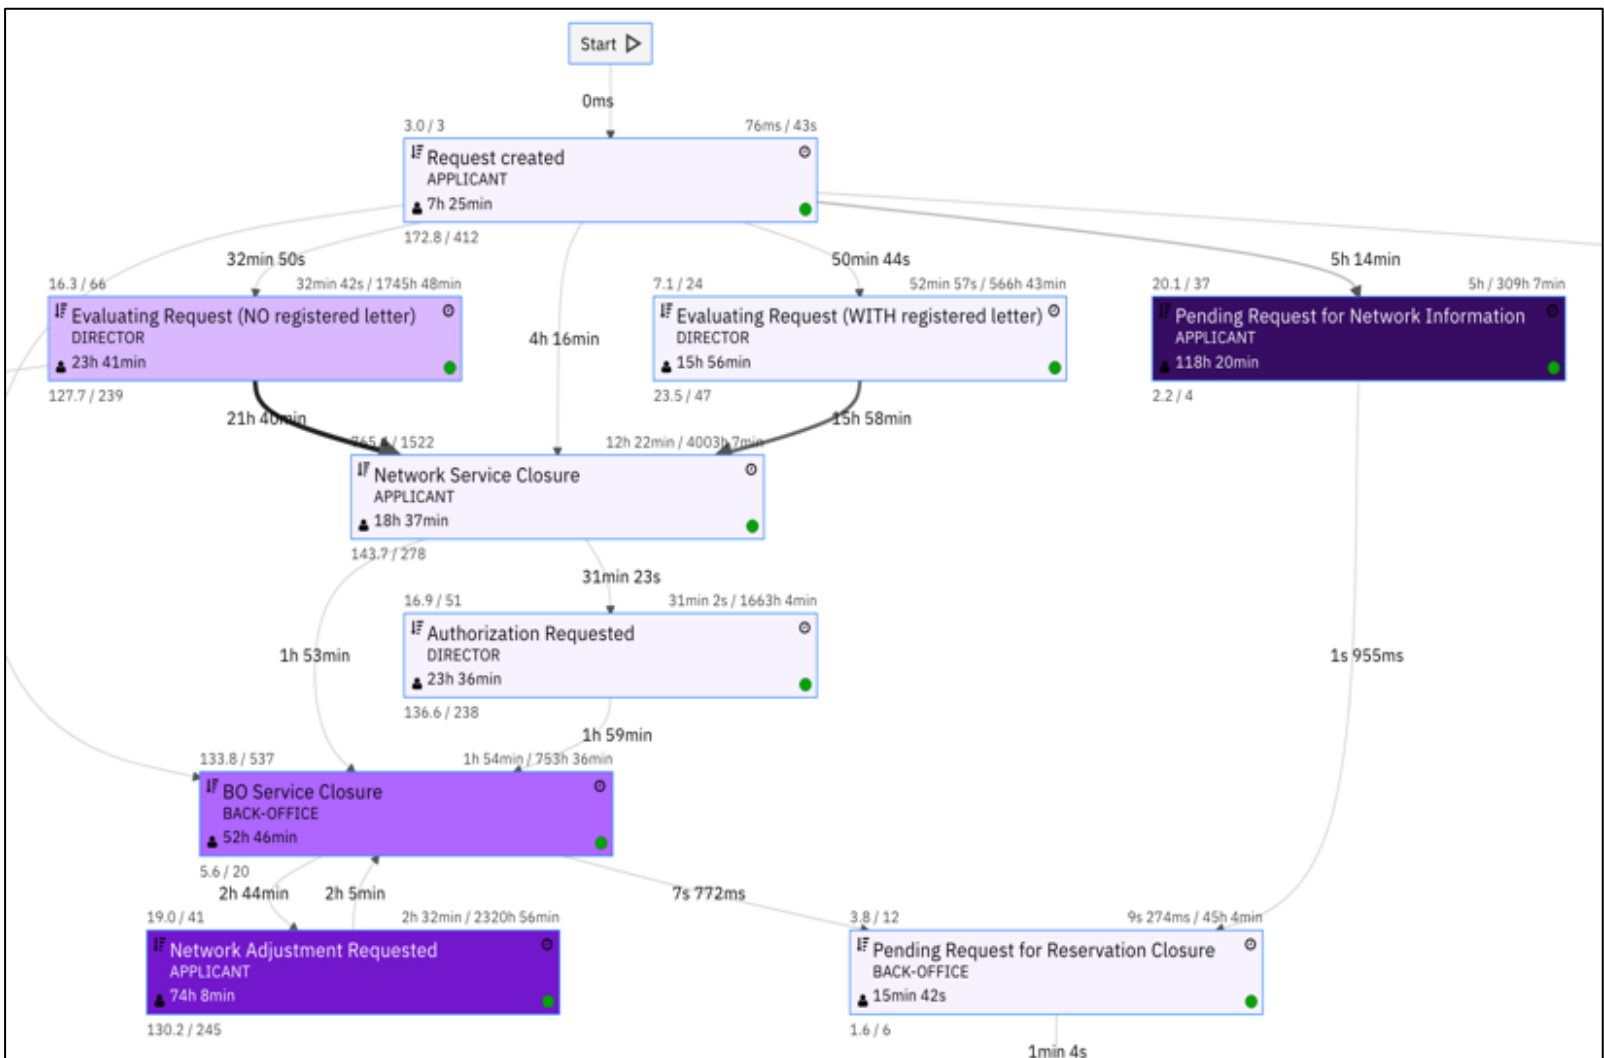 Start
0ms
3.0 / 3
76ms / 43s
Request created
APPLICANT
7h 25min
172.8 / 412
32min 50s
50min 44s
5h 14min
16.3 / 66
32min 42s / 1745h 48min
Evaluating Request (NO registered letter)
DIRECTOR
23h 41min
127.7 / 239
4h 16min
7.1 / 24
52min 57s / 566h 43min
Evaluating Request (WITH registered letter)
DIRECTOR
15h 56min
23.5 / 47
20.1 / 37
5h / 309h 7min
Pending Request for Network Information
APPLICANT
118h 20min
2.2 / 4
21h 40min
15h 58min
/ 1522
12h 22min / 4003h 7min
Network Service Closure
APPLICANT
18h 37min
143.7 / 278
31min 23s
16.9 / 51
31min 2s / 1663h 4min
Authorization Requested
DIRECTOR
23h 36min
136.6 / 238
1h 53min
1s 955ms
1h 59min
133.8 / 537
1h 54min / 753h 36min
BO Service Closure
BACK-OFFICE
52h 46min
5.6 / 20
2h 44min
2h 5min
7s 772ms
19.0 / 41
2h 32min / 2320h 56min
Network Adjustment Requested
APPLICANT
74h 8min
130.2 / 245
3.8 / 12
9s 274ms / 45h 4min
Pending Request for Reservation Closure
BACK-OFFICE
15min 42s
1.6 / 6
1min 4s